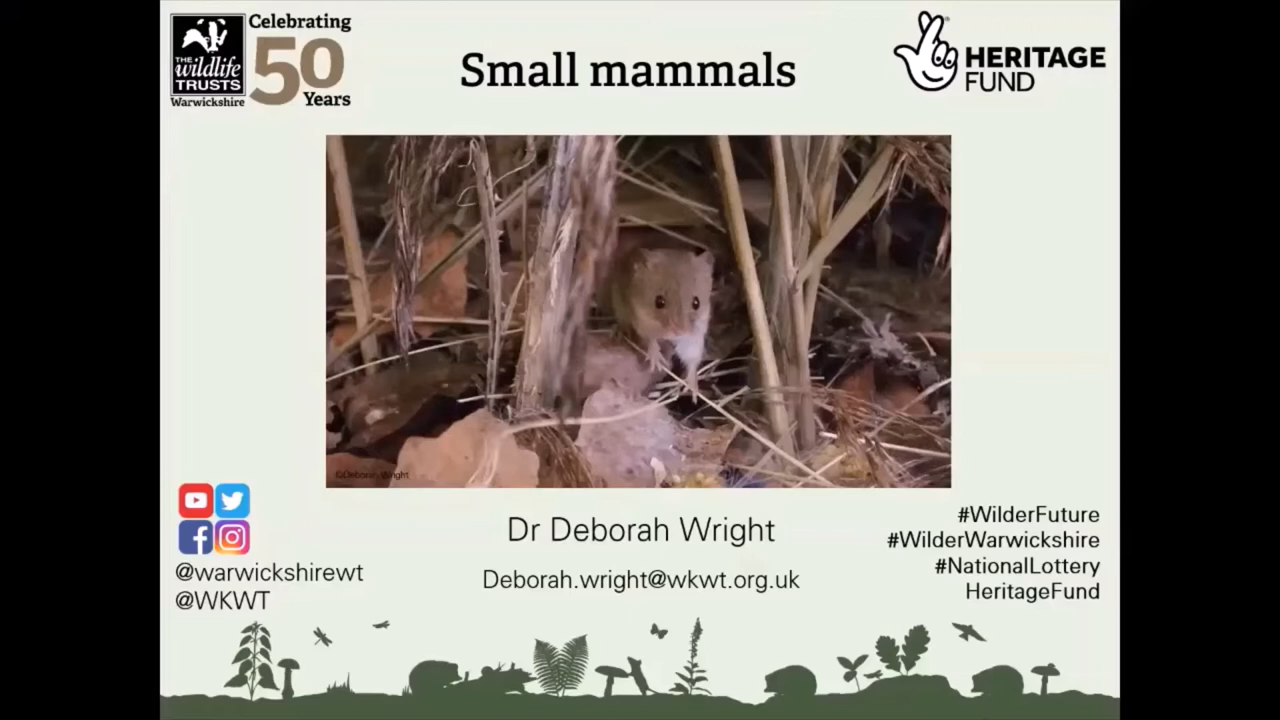 THE
wildlife
TRUSTS
Warwickshire
Celebrating
50
Years
Small mammals
HERITAGE
FUND
©Deborah Wright
Dr Deborah Wright
Deborah.wright@wkwt.org.uk
@warwickshirewt
@WKWT
#WilderFuture
#WilderWarwickshire
#NationalLottery
HeritageFund